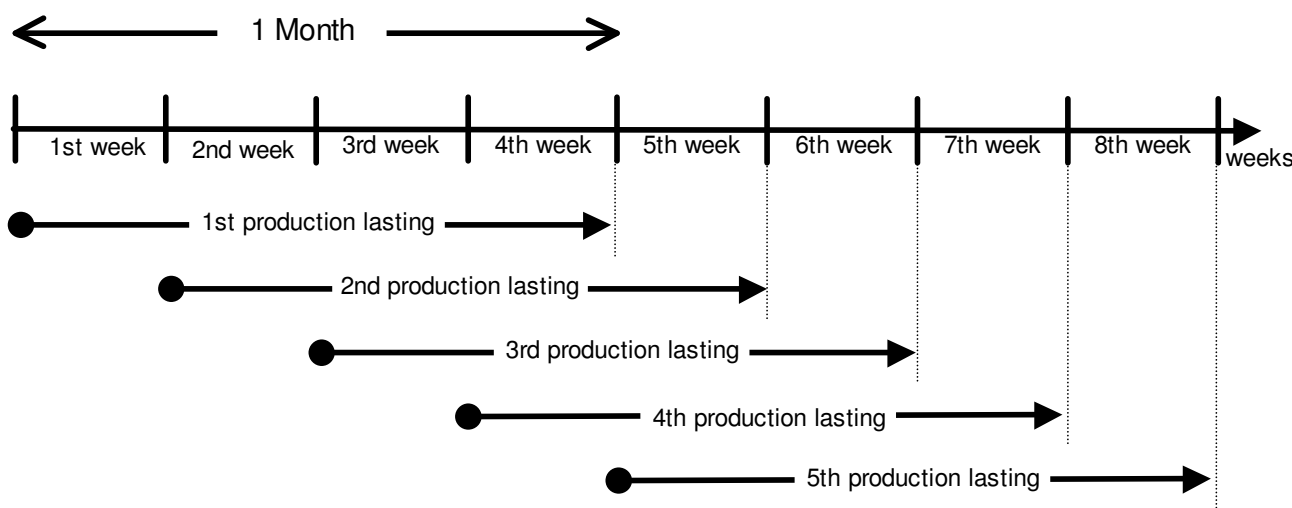 1 Month
1st week 2nd week 3rd week 4th week 5th week 6th week 7th week 8th week weeks
1st production lasting
2nd production lasting
3rd production lasting
4th production lasting
5th production lasting